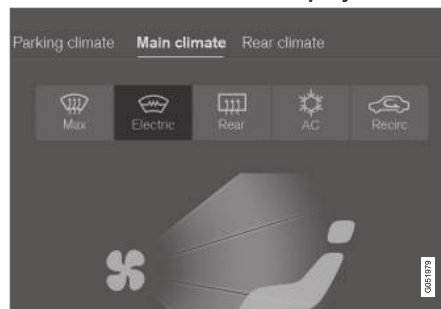 Parking climate Main climate Rear climate
Max Electric Rear AC Recirc
G051979